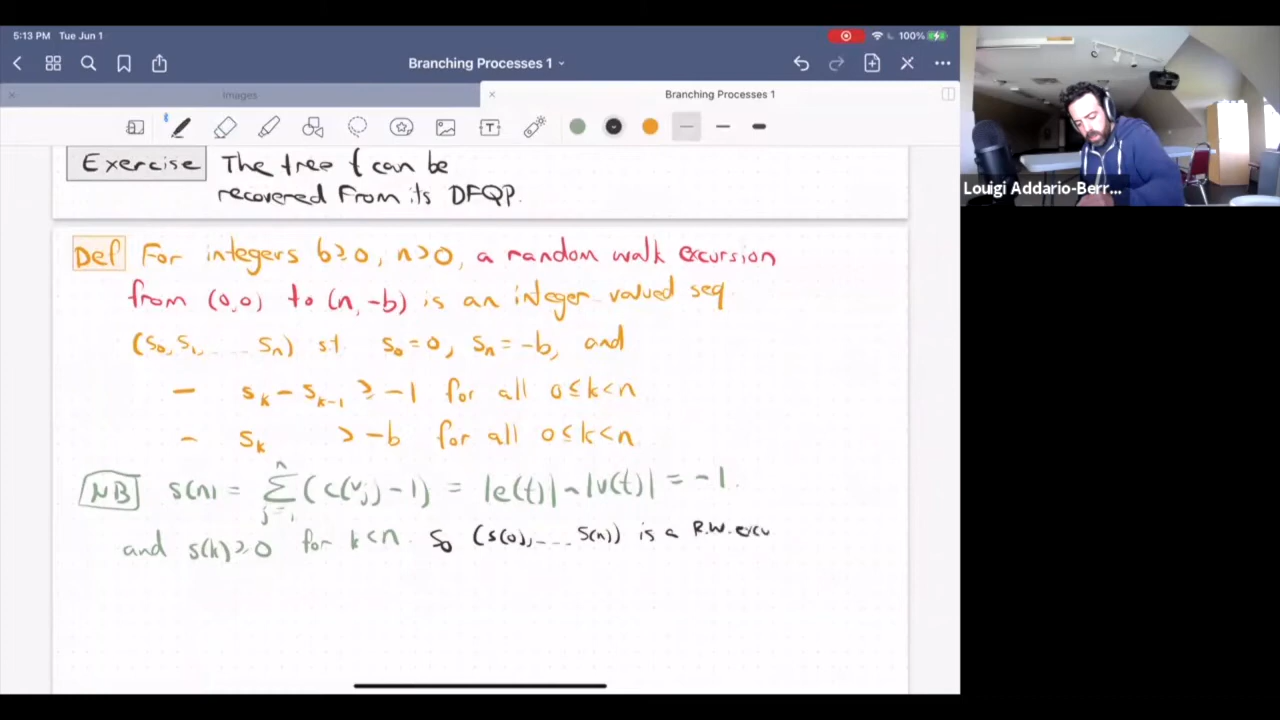 5:13 PM Tue Jun 1
100%
Branching Processes 1
Images
Branching Processes 1
Exercise The tree t can be
recovered from its DFQP.
Def For integers b≥0, n>0, a random walk excursion
from (0,0) to (n,-b) is an integer valued seq
(s₀, s₁, .... sₙ) st. s₀=0, sₙ=-b, and
- sₖ - sₖ₋₁ ≥ -1 for all 0≤k<n
- sₖ > -b for all 0≤k<n
NB s(n) = ∑ⱼ₌₁ⁿ (c(vⱼ)-1) = |e(t)| - |v(t)| = -1.
and s(k) ≥ 0 for k<n. So (s(0), .... s(n)) is a R.W. excu
Louigi Addario-Berr...